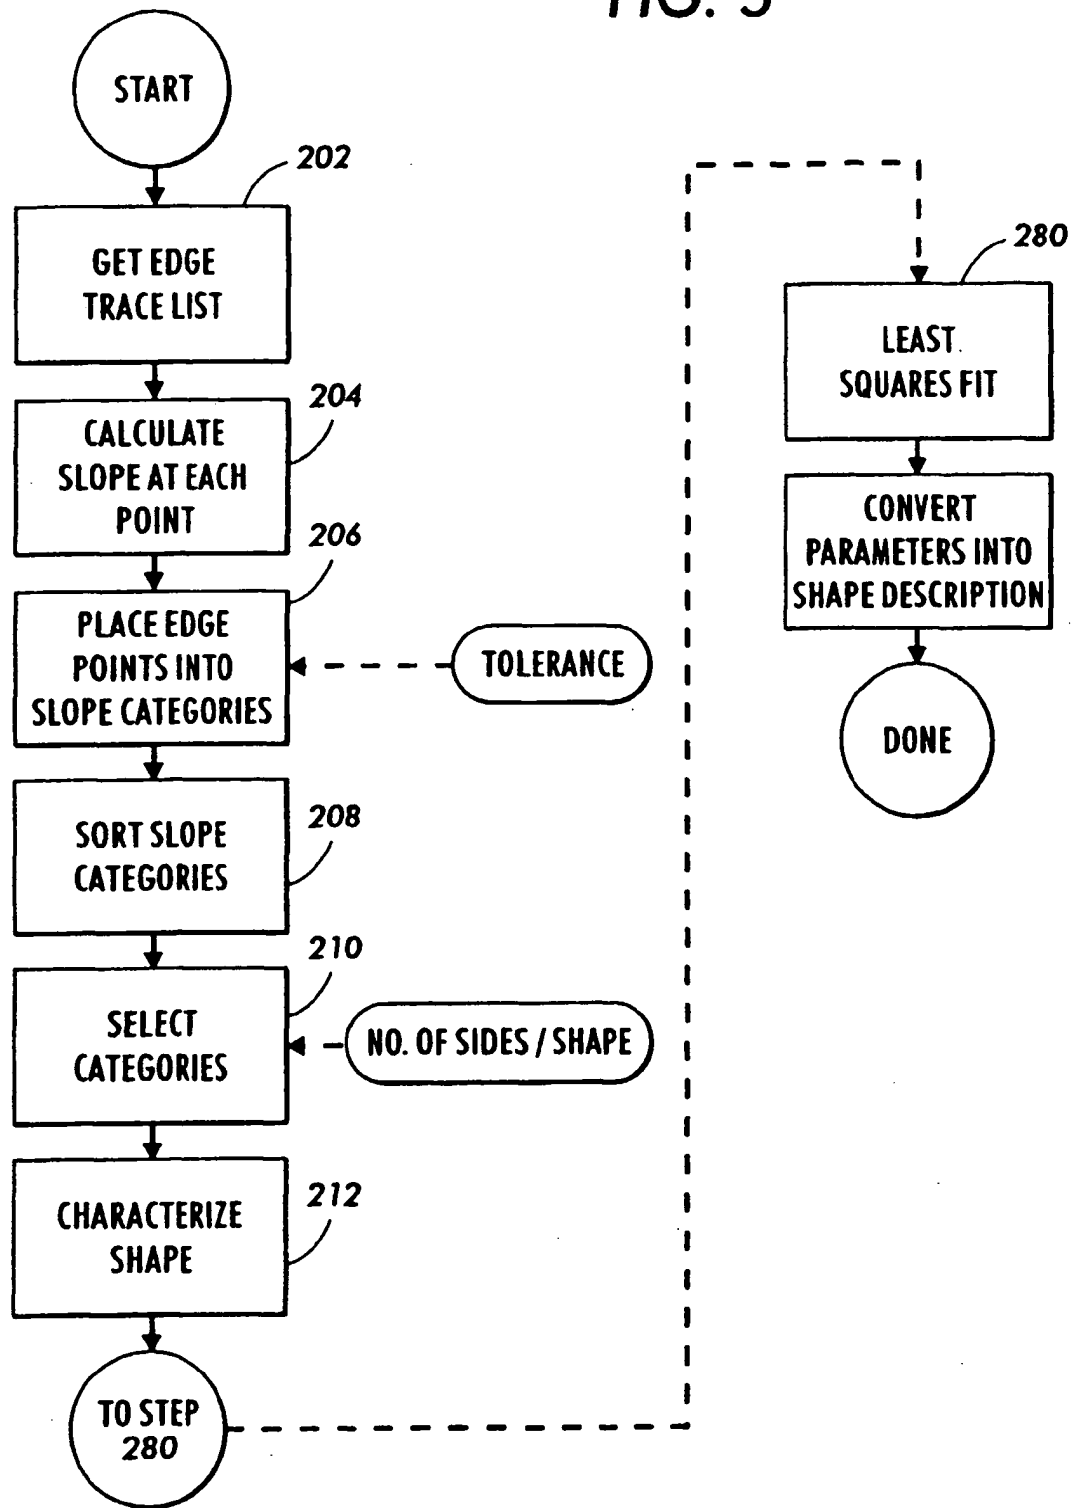 START
202
GET EDGE
TRACE LIST
204
CALCULATE
SLOPE AT EACH
POINT
206
PLACE EDGE
POINTS INTO
SLOPE CATEGORIES
TOLERANCE
208
SORT SLOPE
CATEGORIES
210
SELECT
CATEGORIES
NO. OF SIDES / SHAPE
212
CHARACTERIZE
SHAPE
TO STEP
280
280
LEAST
SQUARES FIT
CONVERT
PARAMETERS INTO
SHAPE DESCRIPTION
DONE